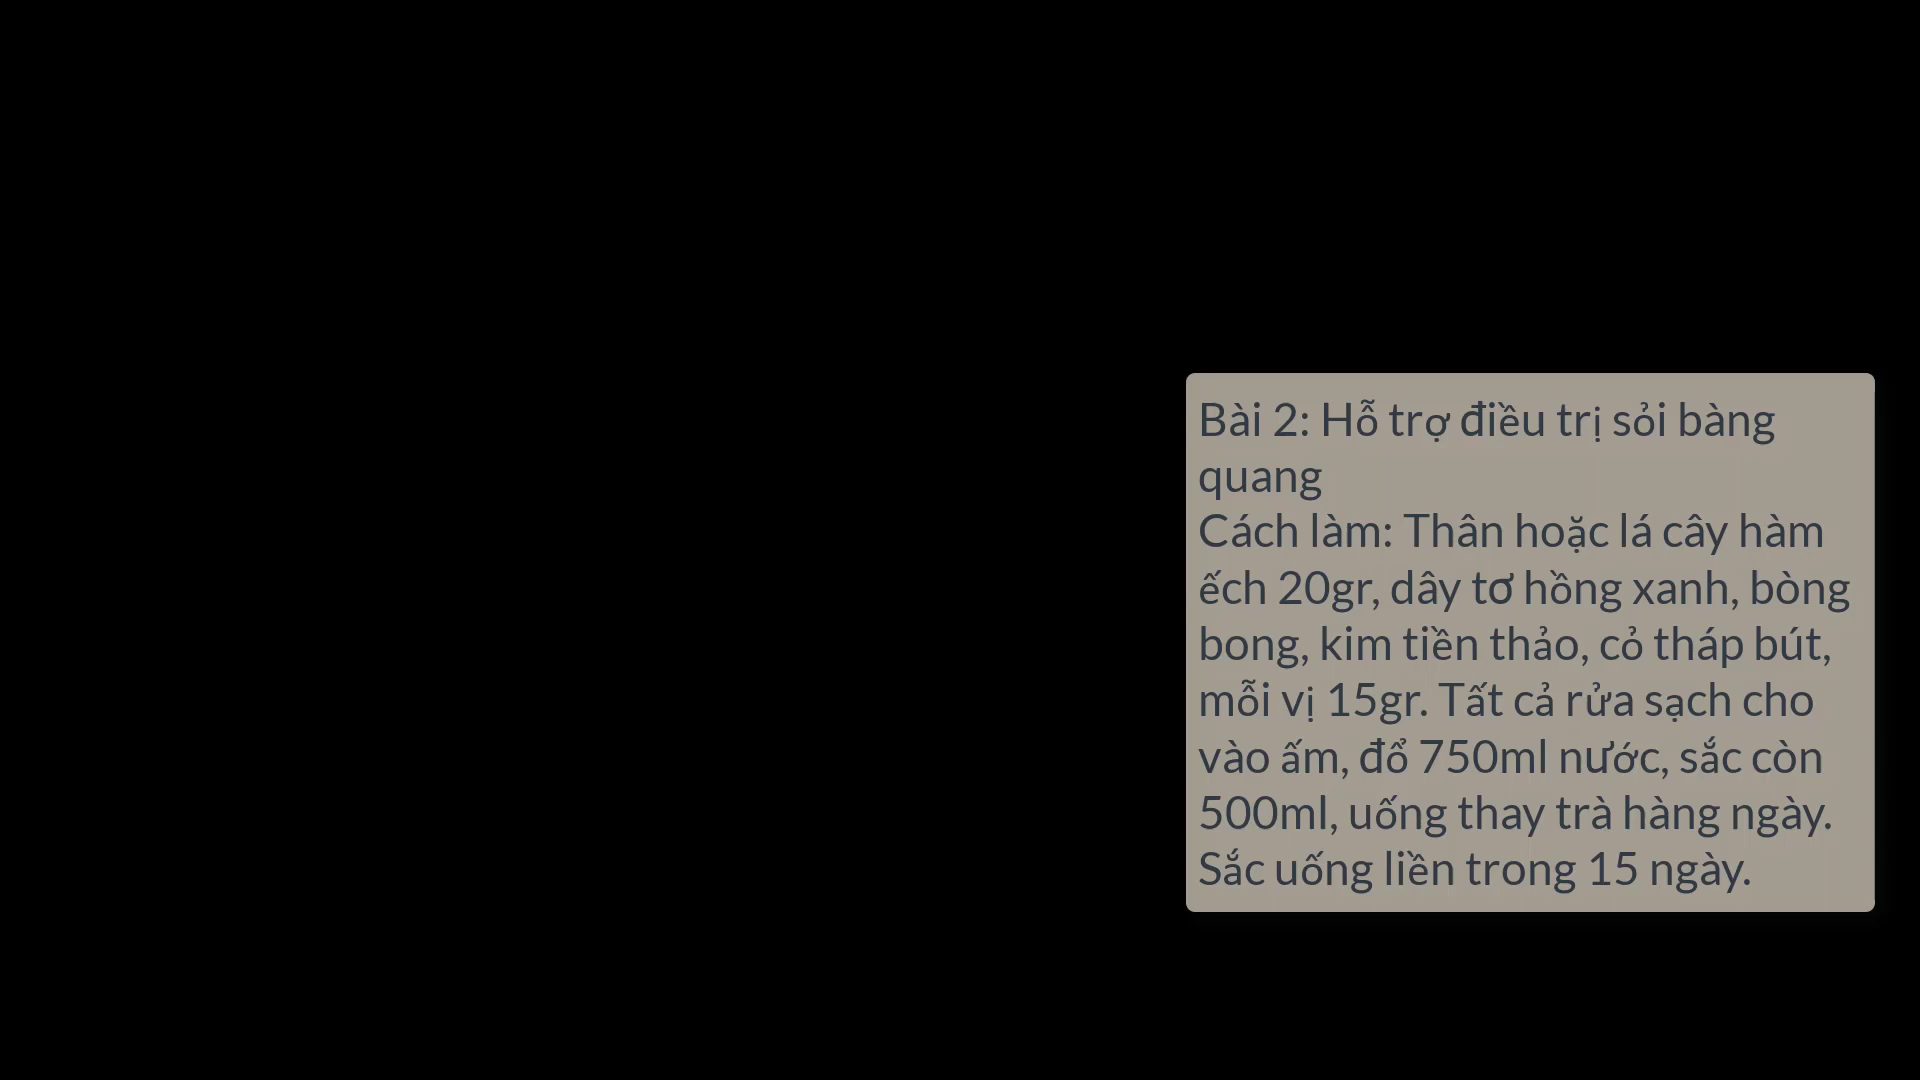 Bài 2: Hỗ trợ điều trị sỏi bàng
quang
Cách làm: Thân hoặc lá cây hàm
ếch 20gr, dây tơ hồng xanh, bòng
bong, kim tiền thảo, cỏ tháp bút,
mỗi vị 15gr. Tất cả rửa sạch cho
vào ấm, đổ 750ml nước, sắc còn
500ml, uống thay trà hàng ngày.
Sắc uống liền trong 15 ngày.